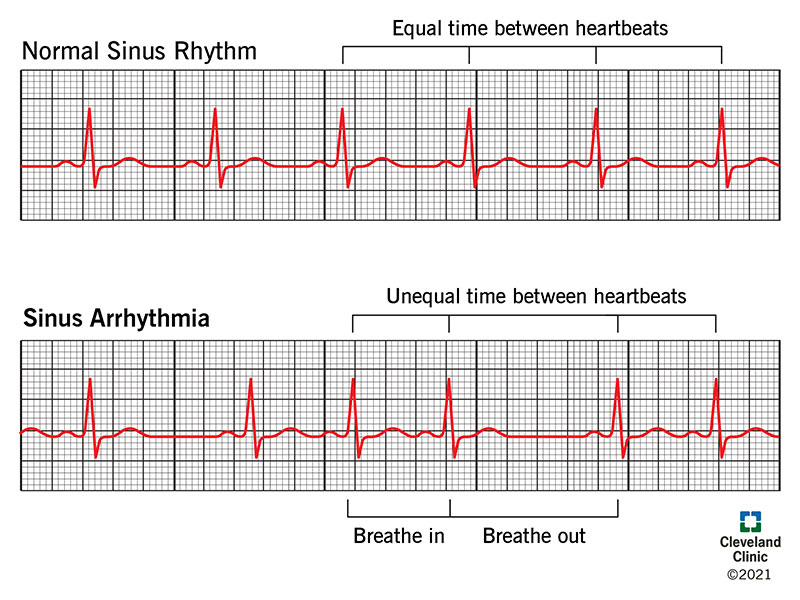 Equal time between heartbeats
Normal Sinus Rhythm
Unequal time between heartbeats
Sinus Arrhythmia
Breathe in
Breathe out
Cleveland
Clinic
©2021